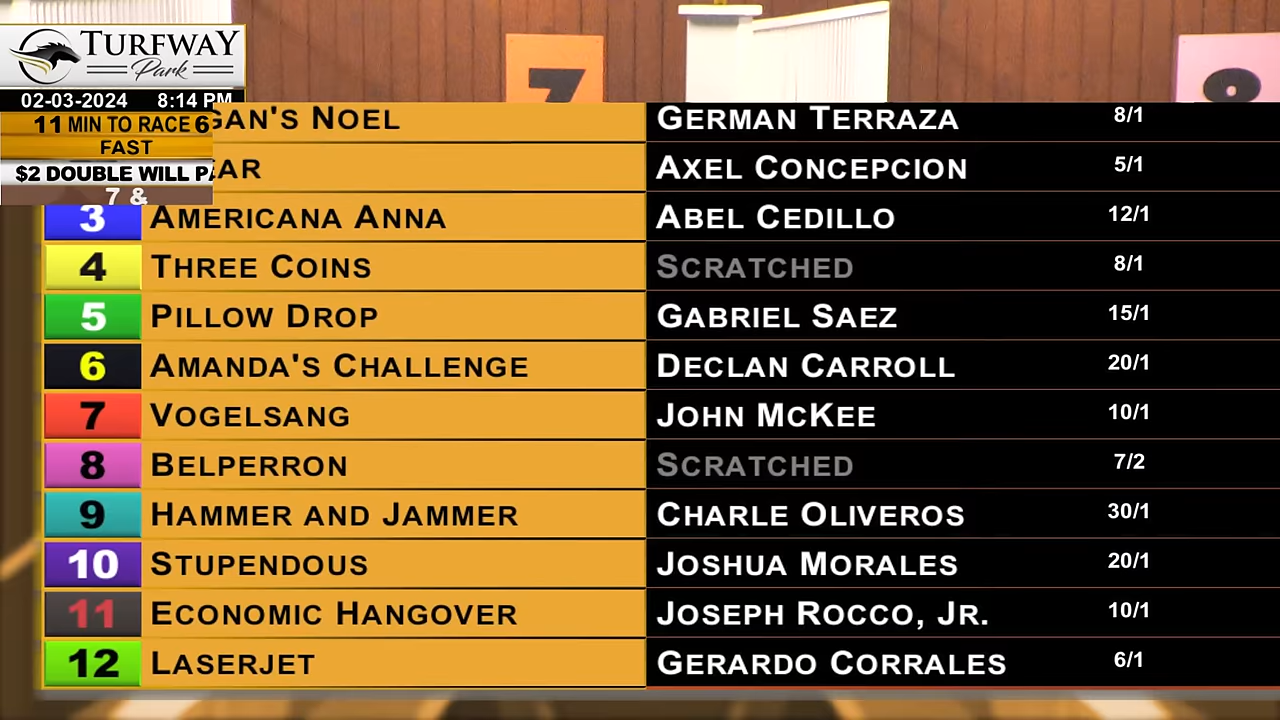 7
8
TURFWAY
Park
02-03-2024 8:14 PM
11 MIN TO RACE 6
FAST
$2 DOUBLE WILL
7 &
NOEL GERMAN TERRAZA 8/1
AXEL CONCEPCION 5/1
3 AMERICANA ANNA ABEL CEDILLO 12/1
4 THREE COINS SCRATCHED 8/1
5 PILLOW DROP GABRIEL SAEZ 15/1
6 AMANDA'S CHALLENGE DECLAN CARROLL 20/1
7 VOGELSANG JOHN MCKEE 10/1
8 BELPERRON SCRATCHED 7/2
9 HAMMER AND JAMMER CHARLE OLIVEROS 30/1
10 STUPENDOUS JOSHUA MORALES 20/1
11 ECONOMIC HANGOVER JOSEPH ROCCO, JR. 10/1
12 LASERJET GERARDO CORRALES 6/1